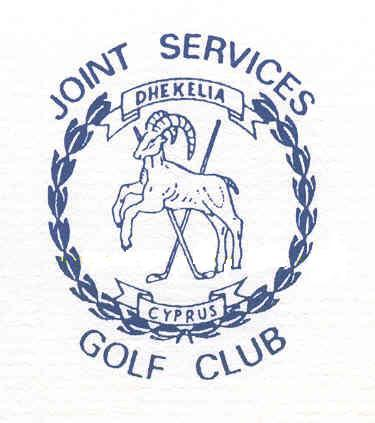 JOINT SERVICES
DHEKELIA
CYPRUS
GOLF CLUB